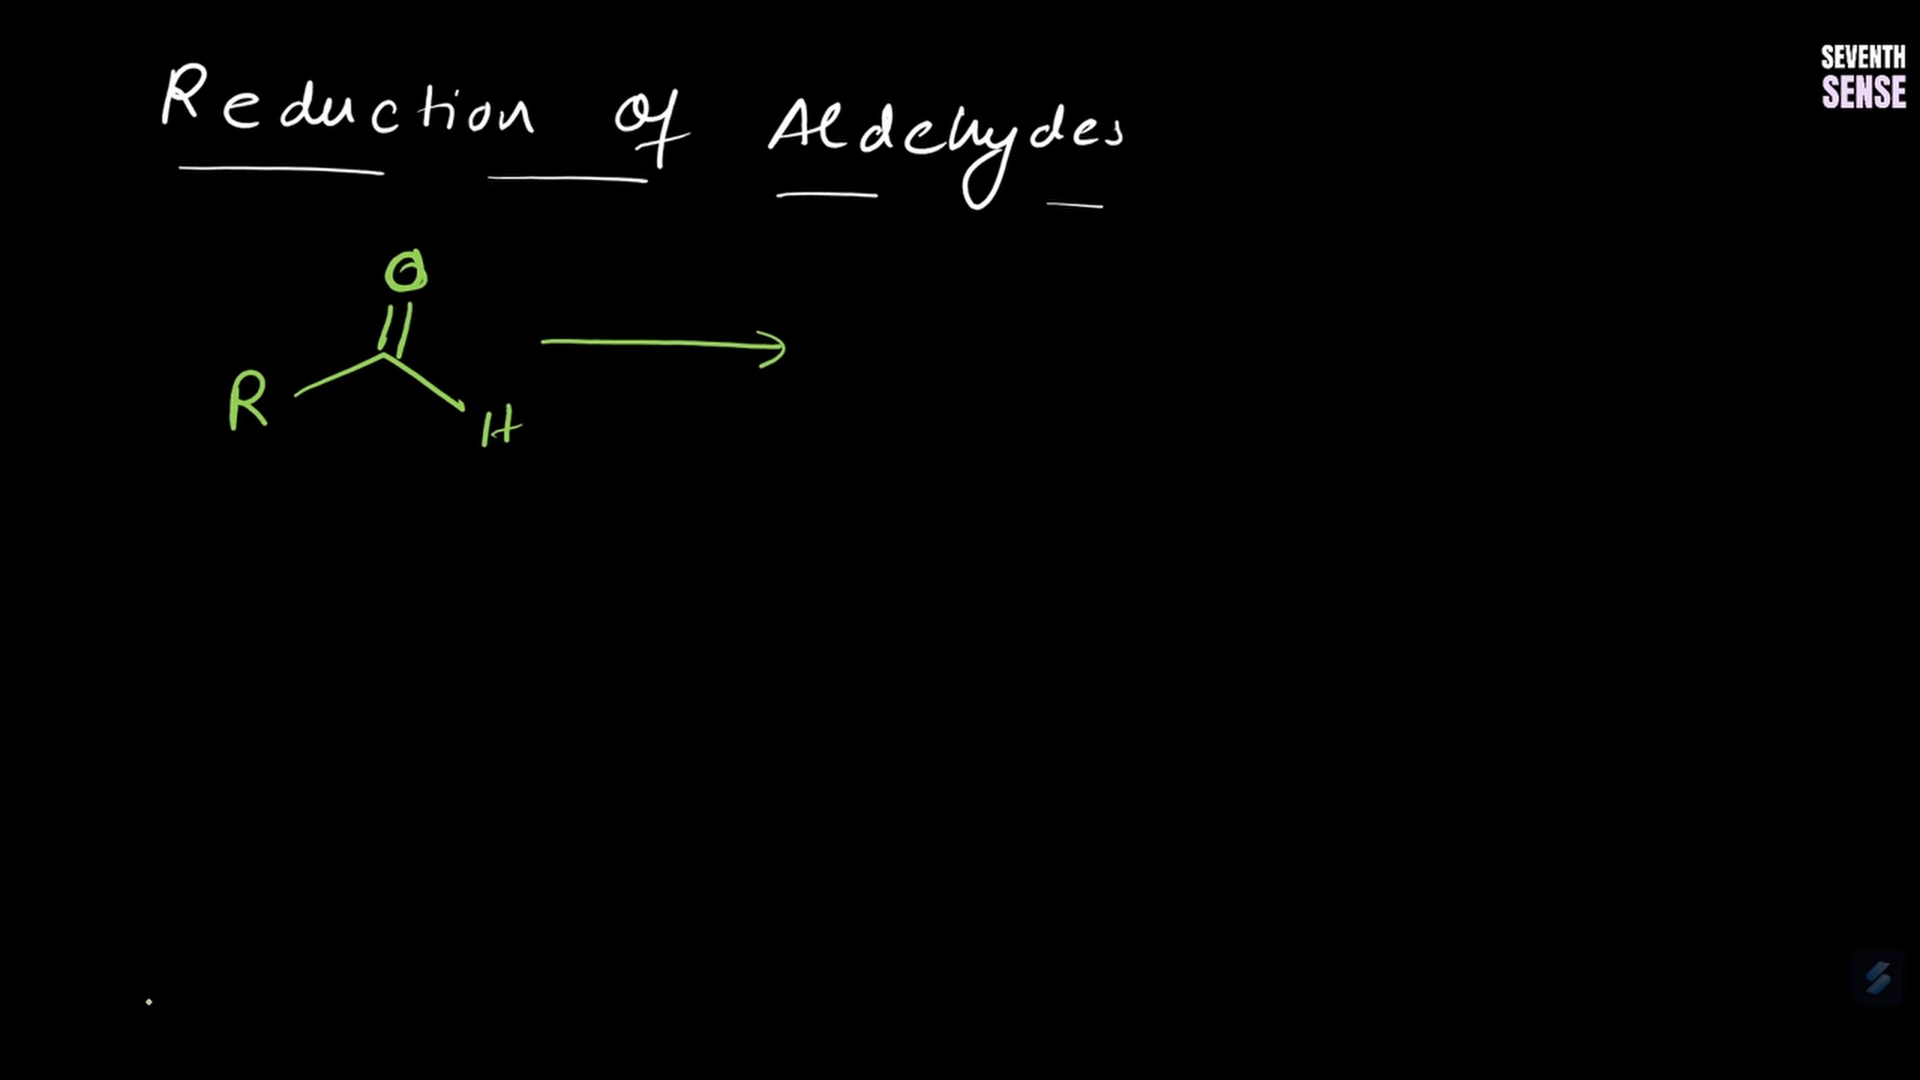 SEVENTH
SENSE
Reduction of Aldehydes
O
R
H